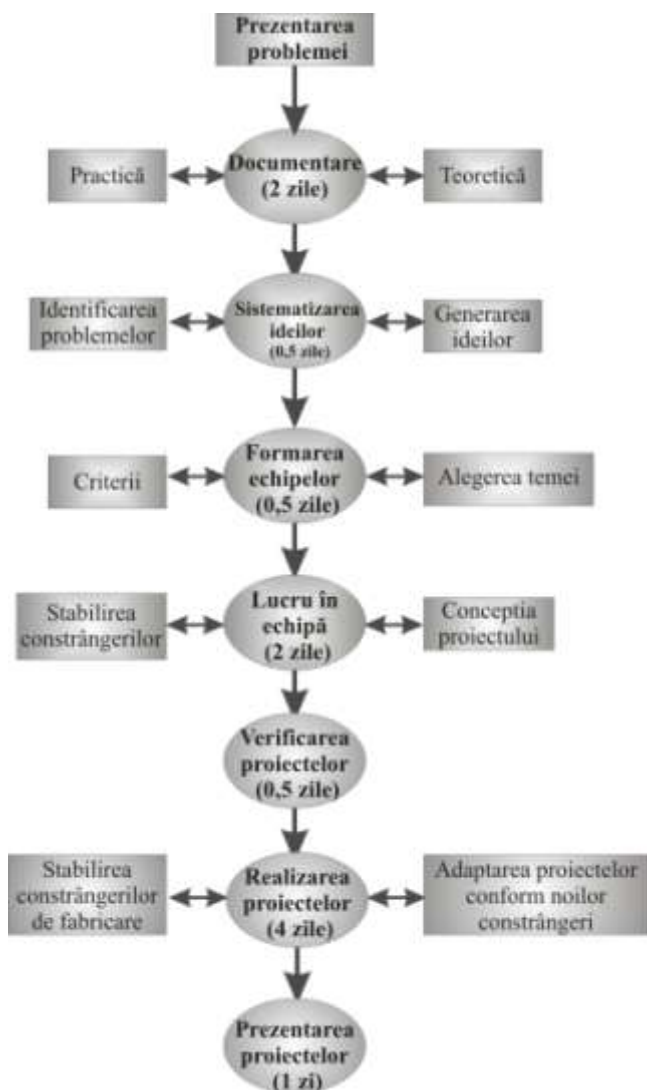 Prezentarea
problemei
Practică
Documentare
(2 zile)
Teoretică
Identificarea
problemelor
Sistematizarea
ideilor
(0,5 zile)
Generarea
ideilor
Criterii
Formarea
echipelor
(0,5 zile)
Alegerea temei
Stabilirea
constrângerilor
Lucru în
echipă
(2 zile)
Conceptia
proiectului
Verificarea
proiectelor
(0,5 zile)
Stabilirea
constrângerilor
de fabricare
Realizarea
proiectelor
(4 zile)
Adaptarea proiectelor
conform noilor
constrângeri
Prezentarea
proiectelor
(1 zi)